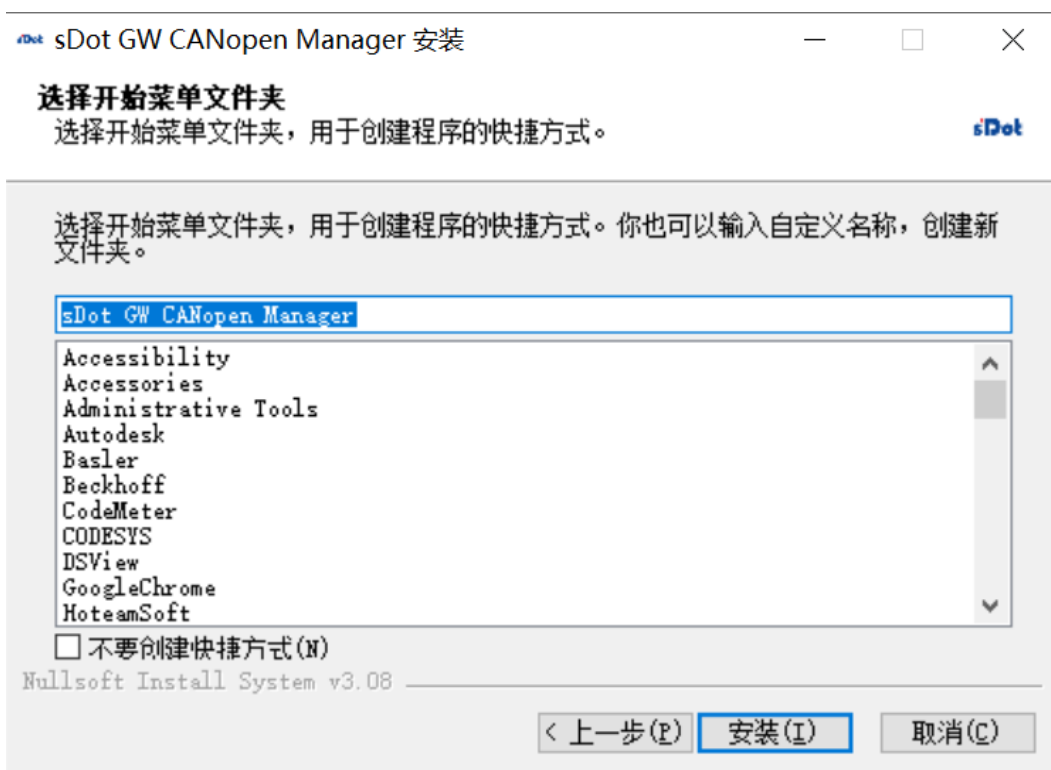 sDot sDot GW CANopen Manager 安装
选择开始菜单文件夹
选择开始菜单文件夹，用于创建程序的快捷方式。
sDot
选择开始菜单文件夹，用于创建程序的快捷方式。你也可以输入自定义名称，创建新
文件夹。
sDot GW CANopen Manager
Accessibility
Accessories
Administrative Tools
Autodesk
Basler
Beckhoff
CodeMeter
CODESYS
DSView
GoogleChrome
HoteamSoft
不要创建快捷方式(N)
Nullsoft Install System v3.08
< 上一步(P) 安装(I) 取消(C)